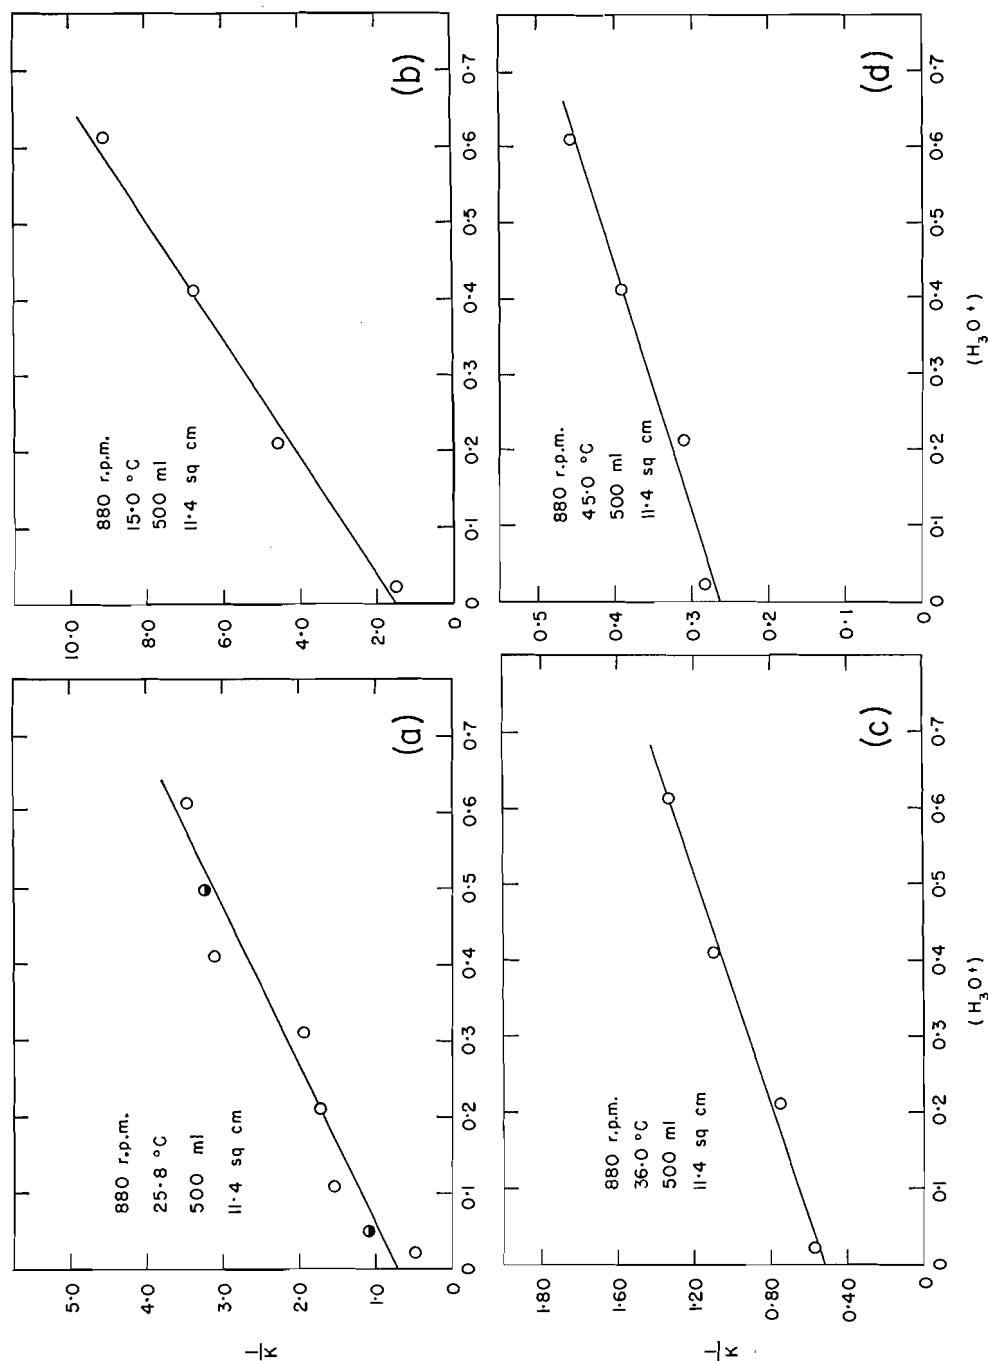 (a)
880 r.p.m.
25·8 °C
500 ml
11·4 sq cm
5·0
4·0
3·0
2·0
1·0
0
0
0·1
0·2
0·3
0·4
0·5
0·6
0·7
1
K
(b)
880 r.p.m.
15·0 °C
500 ml
11·4 sq cm
10·0
8·0
6·0
4·0
2·0
0
0
0·1
0·2
0·3
0·4
0·5
0·6
0·7
(c)
880 r.p.m.
36·0 °C
500 ml
11·4 sq cm
1·80
1·60
1·20
0·80
0·40
0
0
0·1
0·2
0·3
0·4
0·5
0·6
0·7
1
K
(H₃O⁺)
(d)
880 r.p.m.
45·0 °C
500 ml
11·4 sq cm
0·5
0·4
0·3
0·2
0·1
0
0
0·1
0·2
0·3
0·4
0·5
0·6
0·7
(H₃O⁺)